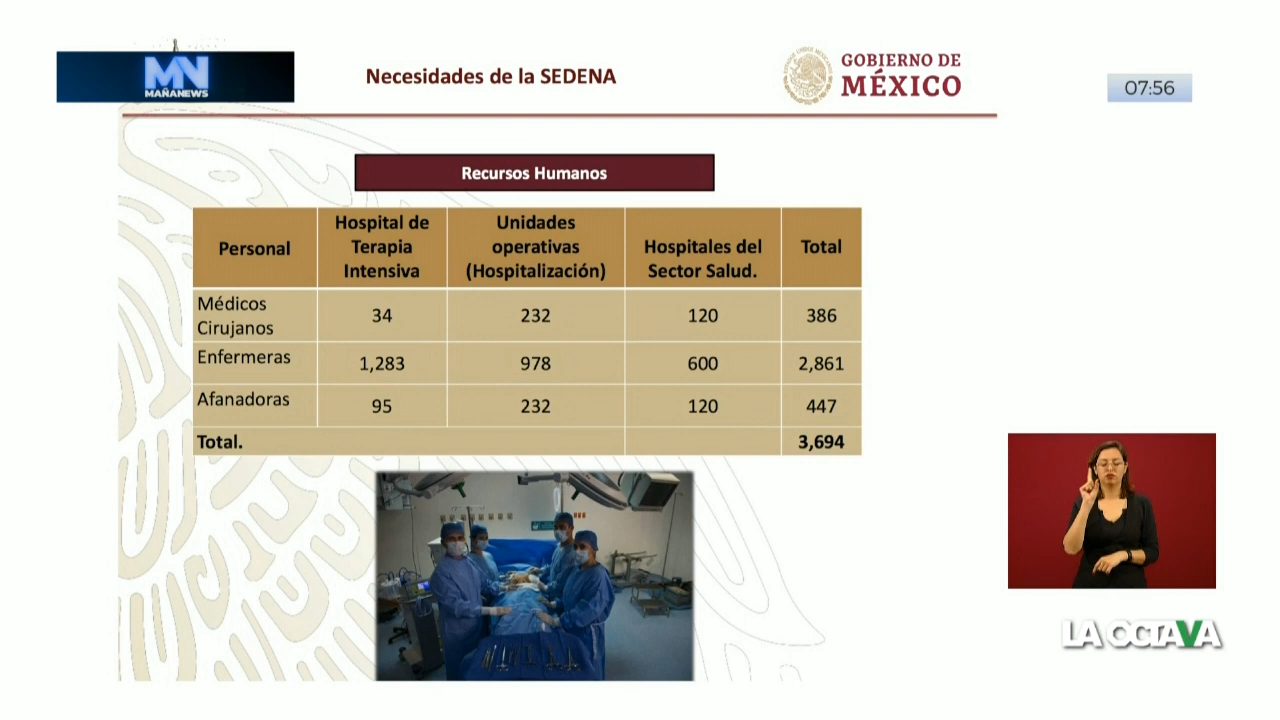 MN
MAÑANEWS
Necesidades de la SEDENA
GOBIERNO DE
MÉXICO
07:56
Recursos Humanos
Personal
Hospital de
Terapia
Intensiva
Unidades
operativas
(Hospitalización)
Hospitales del
Sector Salud.
Total
Médicos
Cirujanos
34
232
120
386
Enfermeras
1,283
978
600
2,861
Afanadoras
95
232
120
447
Total.
3,694
LA OCTAVA